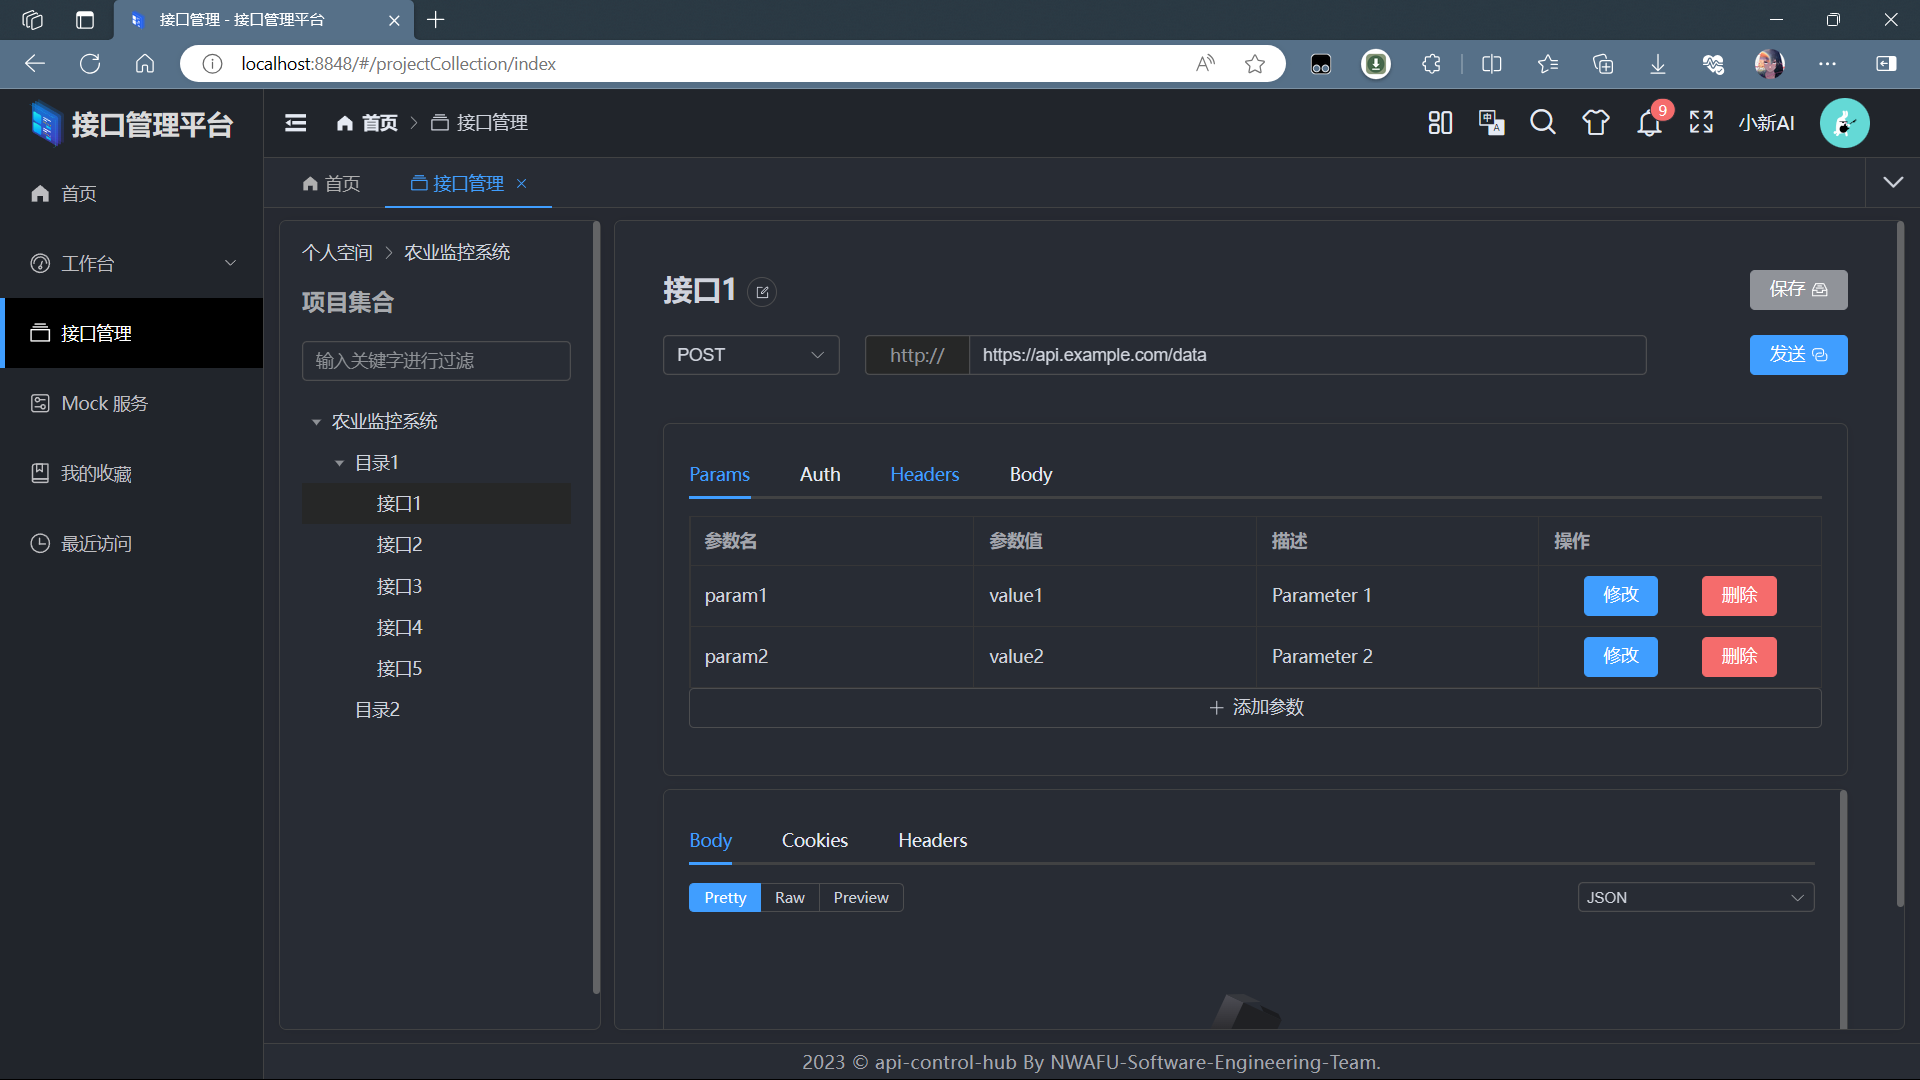 接口管理 - 接口管理平台
localhost:8848/#/projectCollection/index
接口管理平台
首页
接口管理
9
小新AI
首页
工作台
接口管理
Mock 服务
我的收藏
最近访问
首页
接口管理
个人空间
农业监控系统
项目集合
输入关键字进行过滤
农业监控系统
目录1
接口1
接口2
接口3
接口4
接口5
目录2
接口1
保存
POST
http://
https://api.example.com/data
发送
Params Auth Headers Body
参数名 参数值 描述 操作
param1 value1 Parameter 1 修改 删除
param2 value2 Parameter 2 修改 删除
添加参数
Body Cookies Headers
Pretty Raw Preview
JSON
2023 © api-control-hub By NWAFU-Software-Engineering-Team.